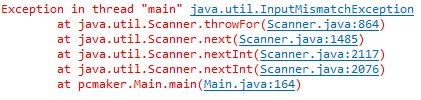 Exception in thread "main" java.util.InputMismatchException
at java.util.Scanner.throwFor(Scanner.java:864)
at java.util.Scanner.next(Scanner.java:1485)
at java.util.Scanner.nextInt(Scanner.java:2117)
at java.util.Scanner.nextInt(Scanner.java:2076)
at pcmaker.Main.main(Main.java:164)